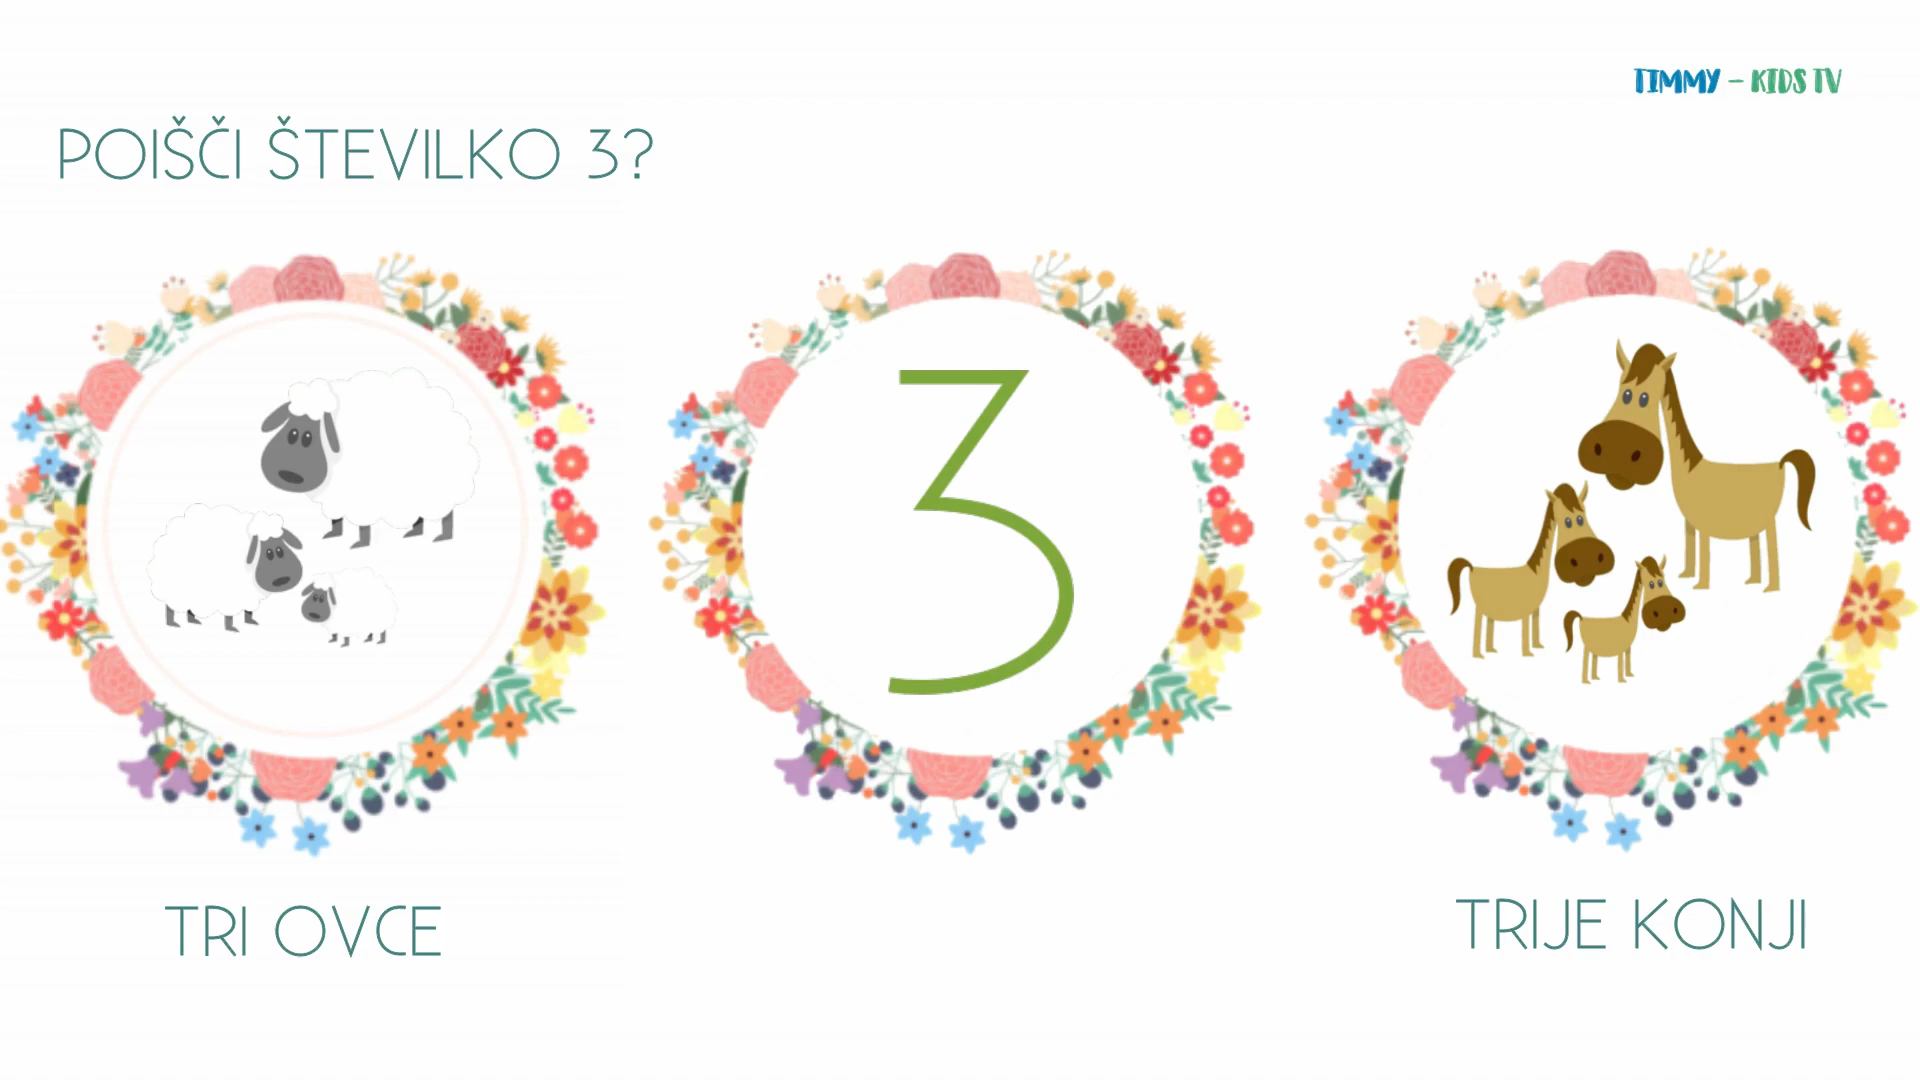 TIMMY - KIDS TV
POIŠČI ŠTEVILKO 3?
3
TRI OVCE
TRIJE KONJI